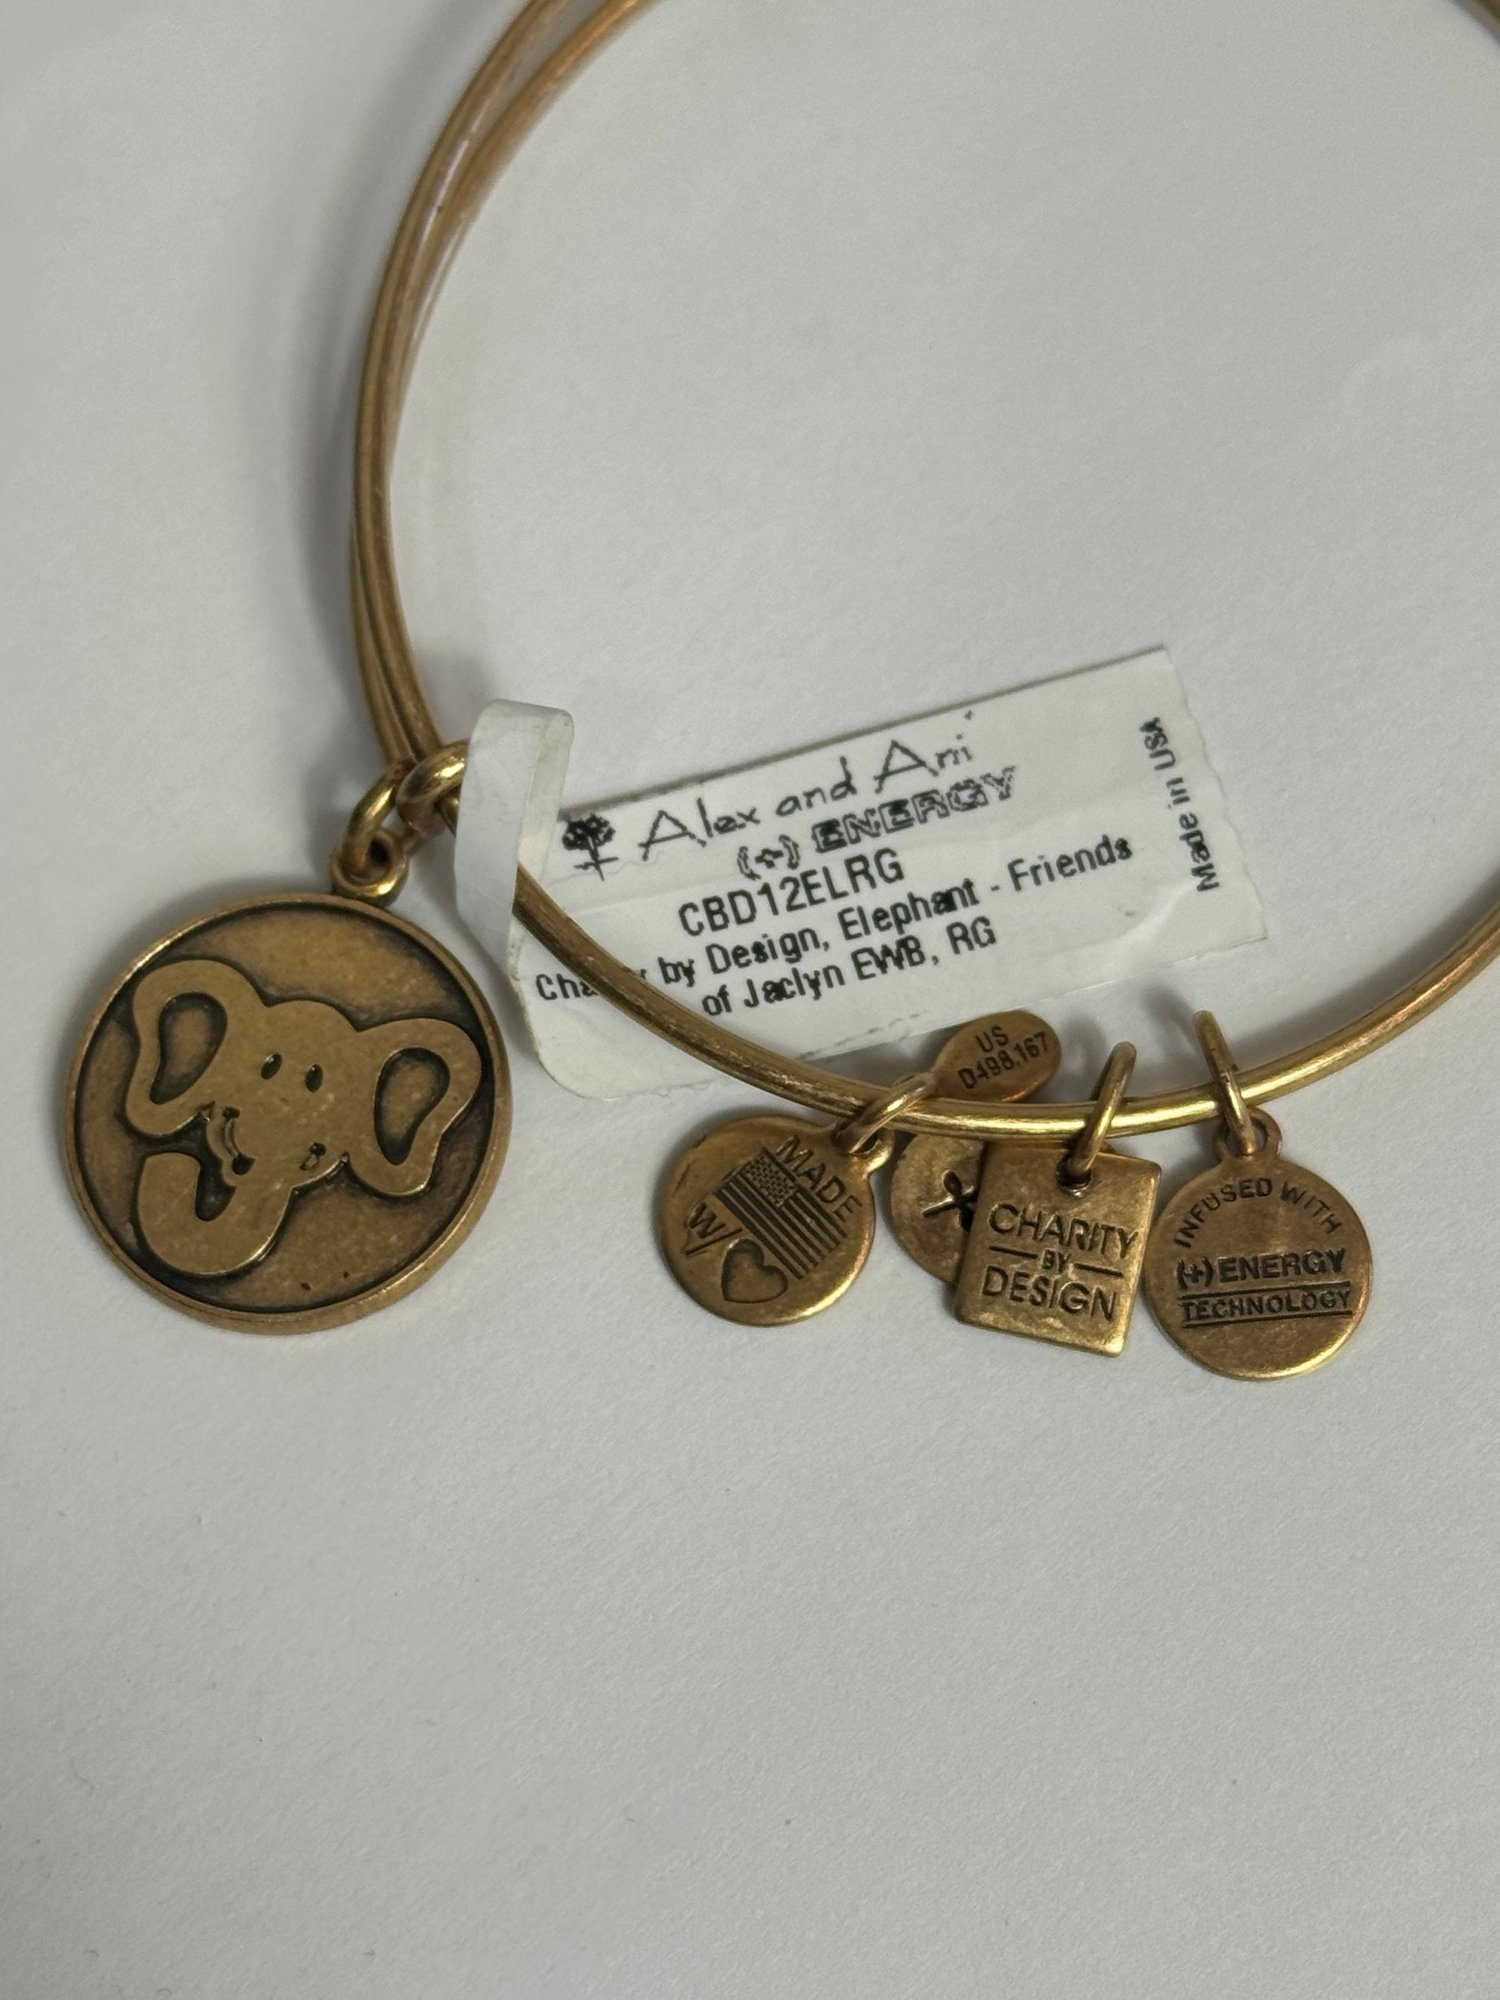 Alex and Ani
(+) ENERGY
CBD12ELRG
by Design, Elephant - Friends
of Jaclyn EWB, RG
Made in USA
US
D498,167
MADE
W/
CHARITY
BY
DESIGN
INFUSED WITH
(+) ENERGY
TECHNOLOGY